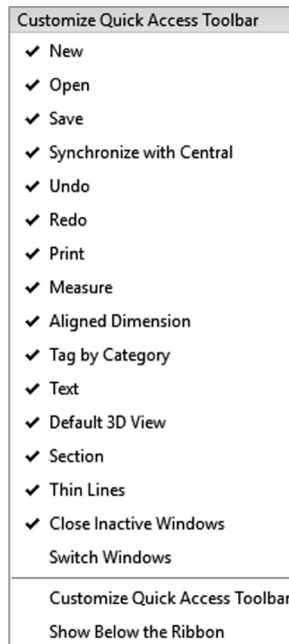 Customize Quick Access Toolbar
✔ New
✔ Open
✔ Save
✔ Synchronize with Central
✔ Undo
✔ Redo
✔ Print
✔ Measure
✔ Aligned Dimension
✔ Tag by Category
✔ Text
✔ Default 3D View
✔ Section
✔ Thin Lines
✔ Close Inactive Windows
Switch Windows
Customize Quick Access Toolbar
Show Below the Ribbon